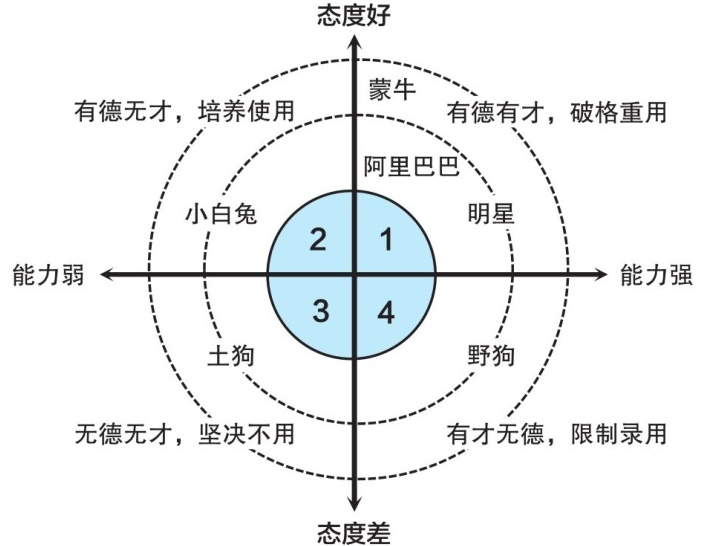 态度好
蒙牛
有德无才，培养使用
有德有才，破格重用
阿里巴巴
小白兔
明星
2
1
能力弱
能力强
3
4
土狗
野狗
无德无才，坚决不用
有才无德，限制录用
态度差